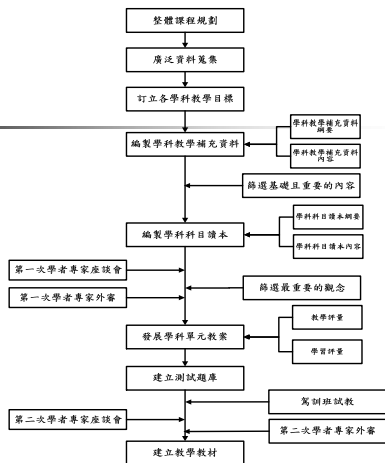 整體課程規劃
廣泛資料蒐集
訂立各學科教學目標
學科教學補充資料
綱要
編製學科教學補充資料
學科教學補充資料
內容
篩選基礎且重要的內容
學科科目讀本綱要
編製學科科目讀本
學科科目讀本內容
第一次學者專家座談會
篩選最重要的觀念
第一次學者專家外審
教學評量
發展學科單元教案
學習評量
建立測試題庫
駕訓班試教
第二次學者專家座談會
第二次學者專家外審
建立教學教材